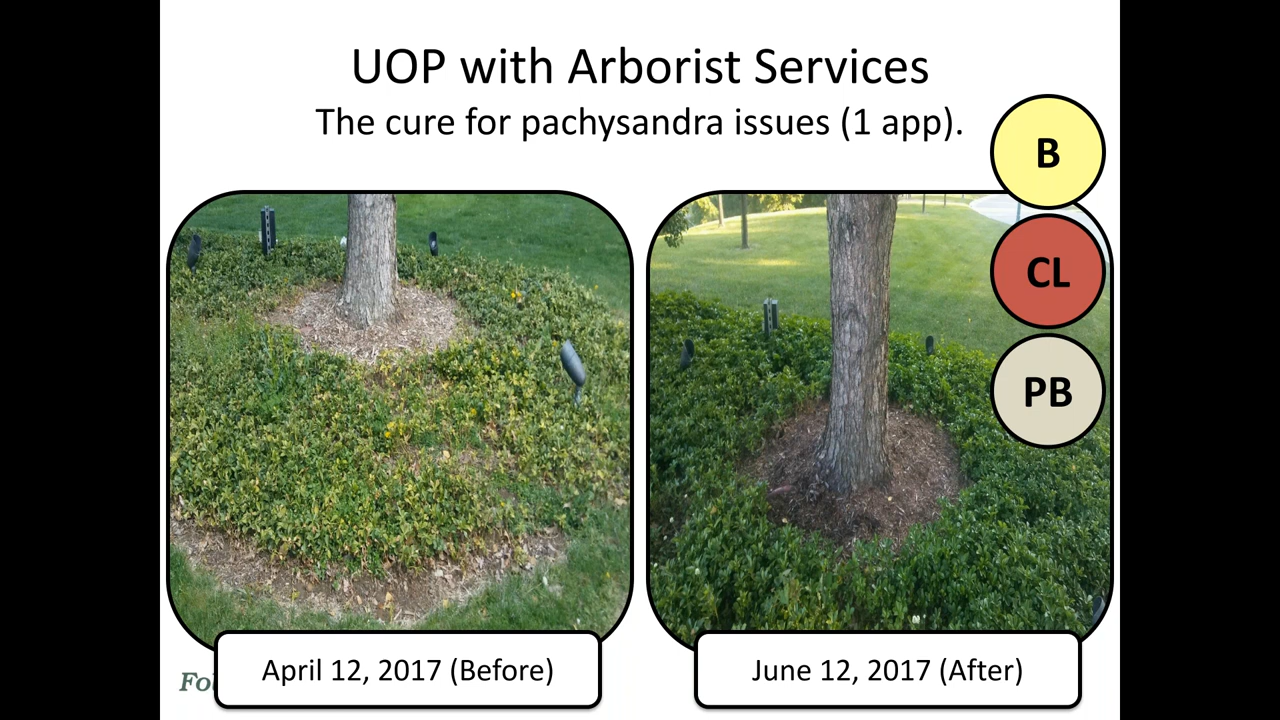 UOP with Arborist Services
The cure for pachysandra issues (1 app).
B
CL
PB
April 12, 2017 (Before)
June 12, 2017 (After)